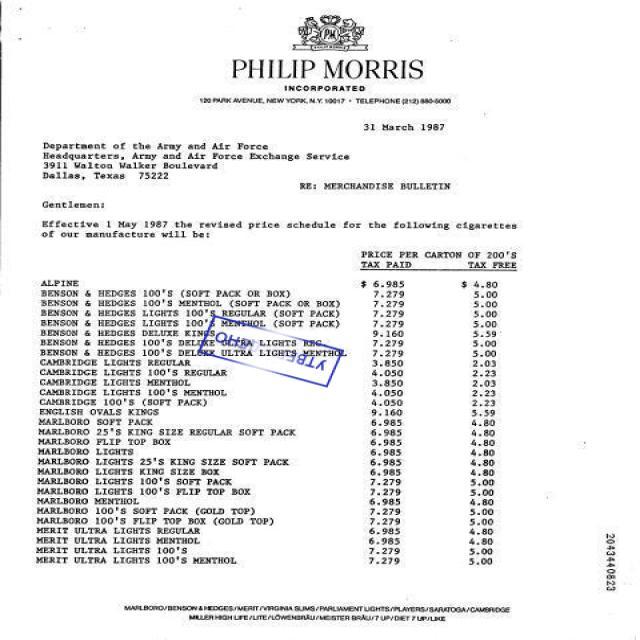 PHILIP MORRIS
INCORPORATED
120 PARK AVENUE, NEW YORK, N.Y. 10017 • TELEPHONE (212) 880-5000
31 March 1987
Department of the Army and Air Force
Headquarters, Army and Air Force Exchange Service
3911 Walton Walker Boulevard
Dallas, Texas 75222
RE: MERCHANDISE BULLETIN
Gentlemen:
Effective 1 May 1987 the revised price schedule for the following cigarettes
of our manufacture will be:
PRICE PER CARTON OF 200'S
TAX PAID TAX FREE
ALPINE $ 6.985 $ 4.80
BENSON & HEDGES 100'S (SOFT PACK OR BOX) 7.279 5.00
BENSON & HEDGES 100'S MENTHOL (SOFT PACK OR BOX) 7.279 5.00
BENSON & HEDGES LIGHTS 100'S REGULAR (SOFT PACK) 7.279 5.00
BENSON & HEDGES LIGHTS 100'S MENTHOL (SOFT PACK) 7.279 5.00
BENSON & HEDGES DELUXE KINGS 9.160 5.59
BENSON & HEDGES 100'S DELUXE ULTRA LIGHTS REG. 7.279 5.00
BENSON & HEDGES 100'S DELUXE ULTRA LIGHTS MENTHOL 7.279 5.00
CAMBRIDGE LIGHTS REGULAR 3.850 2.03
CAMBRIDGE LIGHTS 100'S REGULAR 4.050 2.23
CAMBRIDGE LIGHTS MENTHOL 3.850 2.03
CAMBRIDGE LIGHTS 100'S MENTHOL 4.050 2.23
CAMBRIDGE 100'S (SOFT PACK) 4.050 2.23
ENGLISH OVALS KINGS 9.160 5.59
MARLBORO SOFT PACK 6.985 4.80
MARLBORO 25'S KING SIZE REGULAR SOFT PACK 6.985 4.80
MARLBORO FLIP TOP BOX 6.985 4.80
MARLBORO LIGHTS 6.985 4.80
MARLBORO LIGHTS 25'S KING SIZE SOFT PACK 6.985 4.80
MARLBORO LIGHTS KING SIZE BOX 6.985 4.80
MARLBORO LIGHTS 100'S SOFT PACK 7.279 5.00
MARLBORO LIGHTS 100'S FLIP TOP BOX 7.279 5.00
MARLBORO MENTHOL 6.985 4.80
MARLBORO 100'S SOFT PACK (GOLD TOP) 7.279 5.00
MARLBORO 100'S FLIP TOP BOX (GOLD TOP) 7.279 5.00
MERIT ULTRA LIGHTS REGULAR 6.985 4.80
MERIT ULTRA LIGHTS MENTHOL 6.985 4.80
MERIT ULTRA LIGHTS 100'S 7.279 5.00
MERIT ULTRA LIGHTS 100'S MENTHOL 7.279 5.00
2043440823
MARLBORO/BENSON & HEDGES/MERIT/VIRGINIA SLIMS/PARLIAMENT LIGHTS/PLAYERS/SARATOGA/CAMBRIDGE
MILLER HIGH LIFE/LITE/LÖWENBRÄU/MEISTER BRÄU/7 UP/DIET 7 UP/LIKE